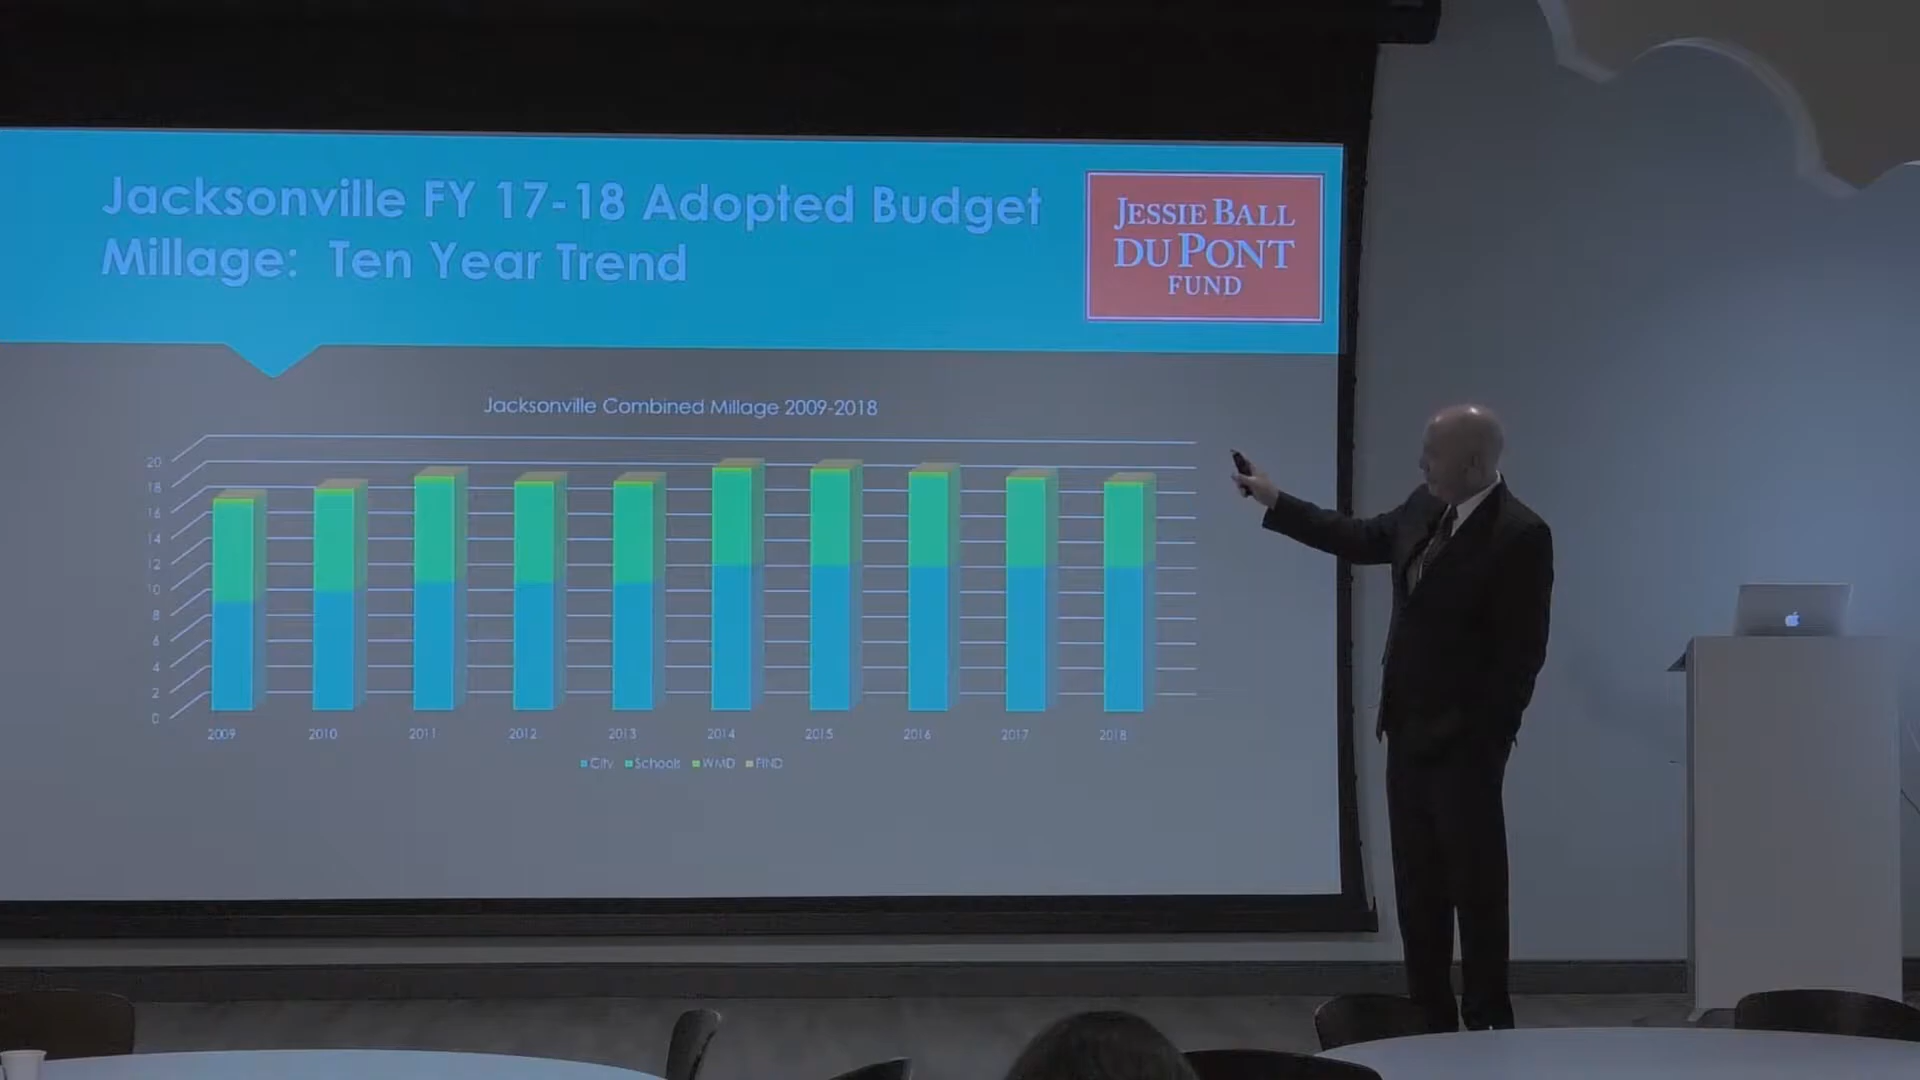 Jacksonville FY 17-18 Adopted Budget
Millage: Ten Year Trend
JESSIE BALL
DU PONT
FUND
Jacksonville Combined Millage 2009-2018
20
18
16
14
12
10
8
6
4
2
0
2009 2010 2011 2012 2013 2014 2015 2016 2017 2018
City Schools WMD FIND